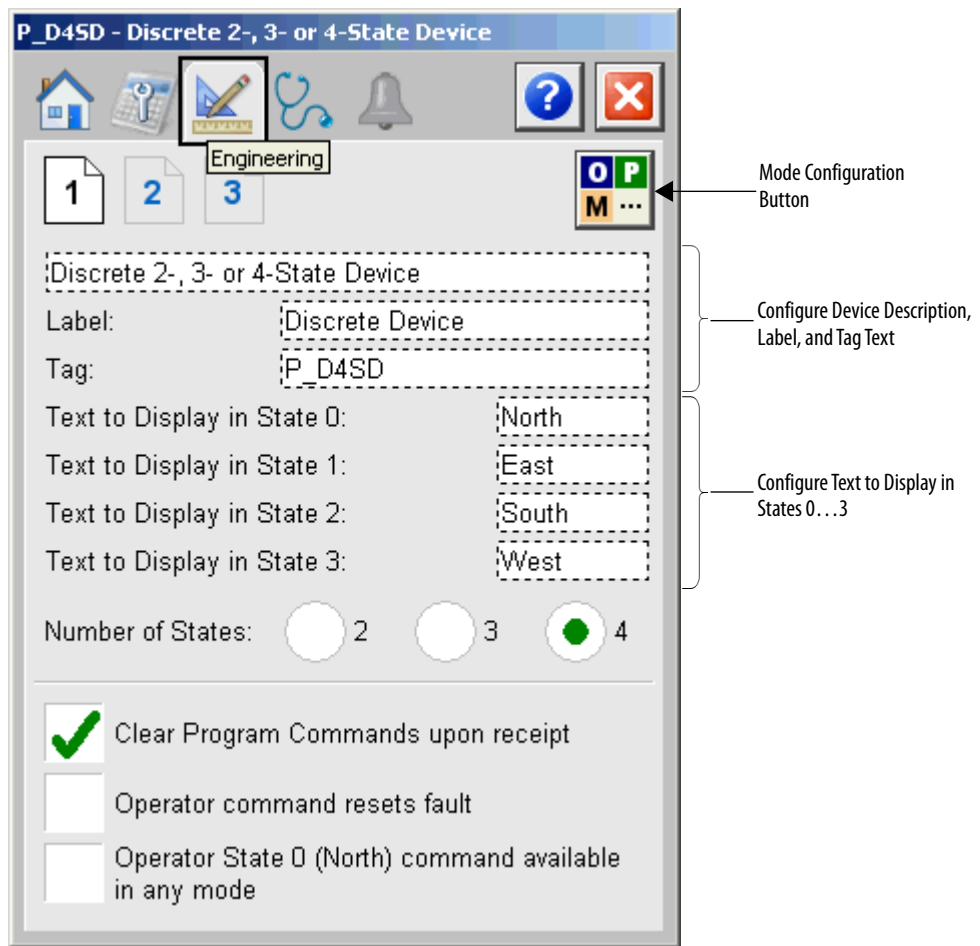 P_D4SD - Discrete 2-, 3- or 4-State Device
?
Engineering
1 2 3
O P
M ...
Mode Configuration
Button
Discrete 2-, 3- or 4-State Device
Label: Discrete Device
Tag: P_D4SD
Configure Device Description,
Label, and Tag Text
Text to Display in State 0: North
Text to Display in State 1: East
Text to Display in State 2: South
Text to Display in State 3: West
Configure Text to Display in
States 0...3
Number of States: 2 3 4
Clear Program Commands upon receipt
Operator command resets fault
Operator State 0 (North) command available
in any mode